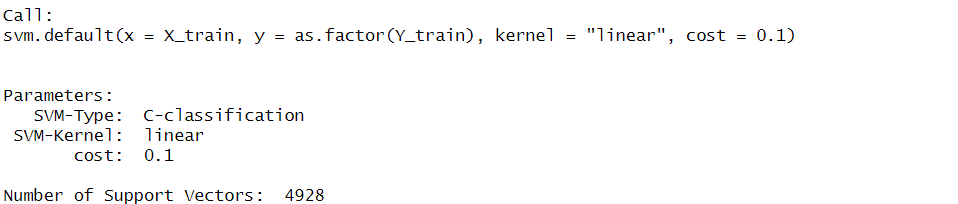 Call:
svm.default(x = X_train, y = as.factor(Y_train), kernel = "linear", cost = 0.1)
Parameters:
SVM-Type: C-classification
SVM-Kernel: linear
cost: 0.1
Number of Support Vectors: 4928